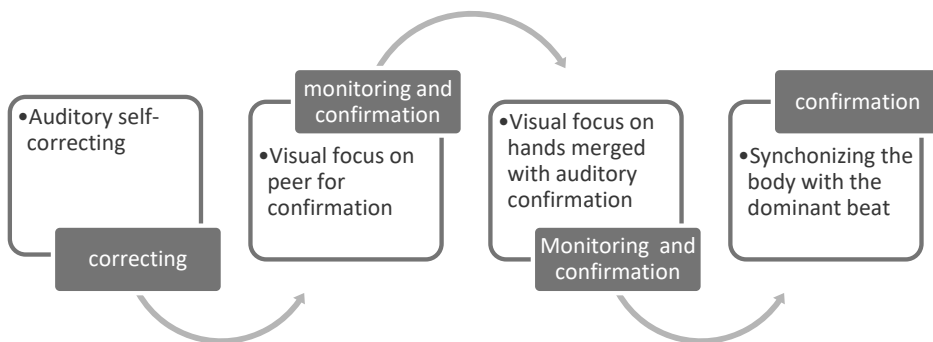 •Auditory self-
correcting
correcting
monitoring and
confirmation
•Visual focus on
peer for
confirmation
•Visual focus on
hands merged
with auditory
confirmation
Monitoring and
confirmation
confirmation
•Synchonizing the
body with the
dominant beat